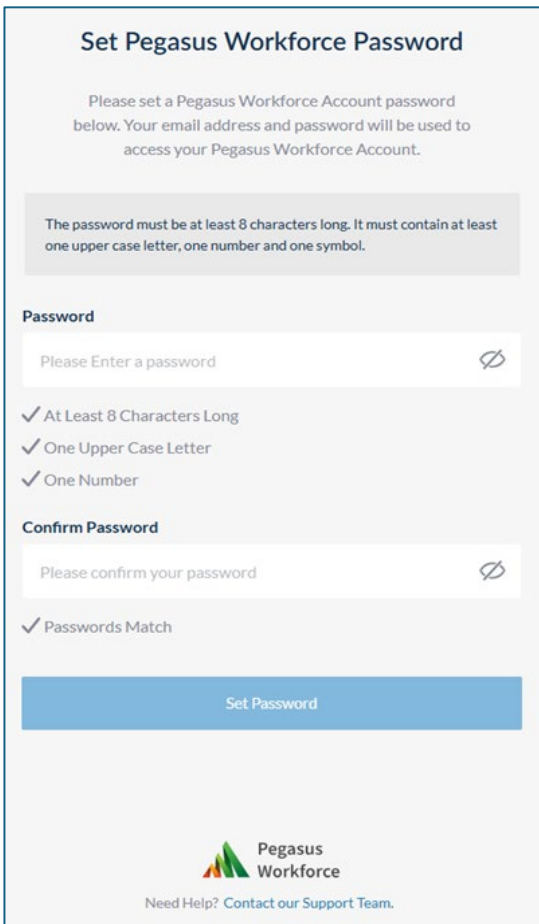 Set Pegasus Workforce Password
Please set a Pegasus Workforce Account password
below. Your email address and password will be used to
access your Pegasus Workforce Account.
The password must be at least 8 characters long. It must contain at least
one upper case letter, one number and one symbol.
Password
Please Enter a password
At Least 8 Characters Long
One Upper Case Letter
One Number
Confirm Password
Please confirm your password
Passwords Match
Set Password
Pegasus
Workforce
Need Help? Contact our Support Team.